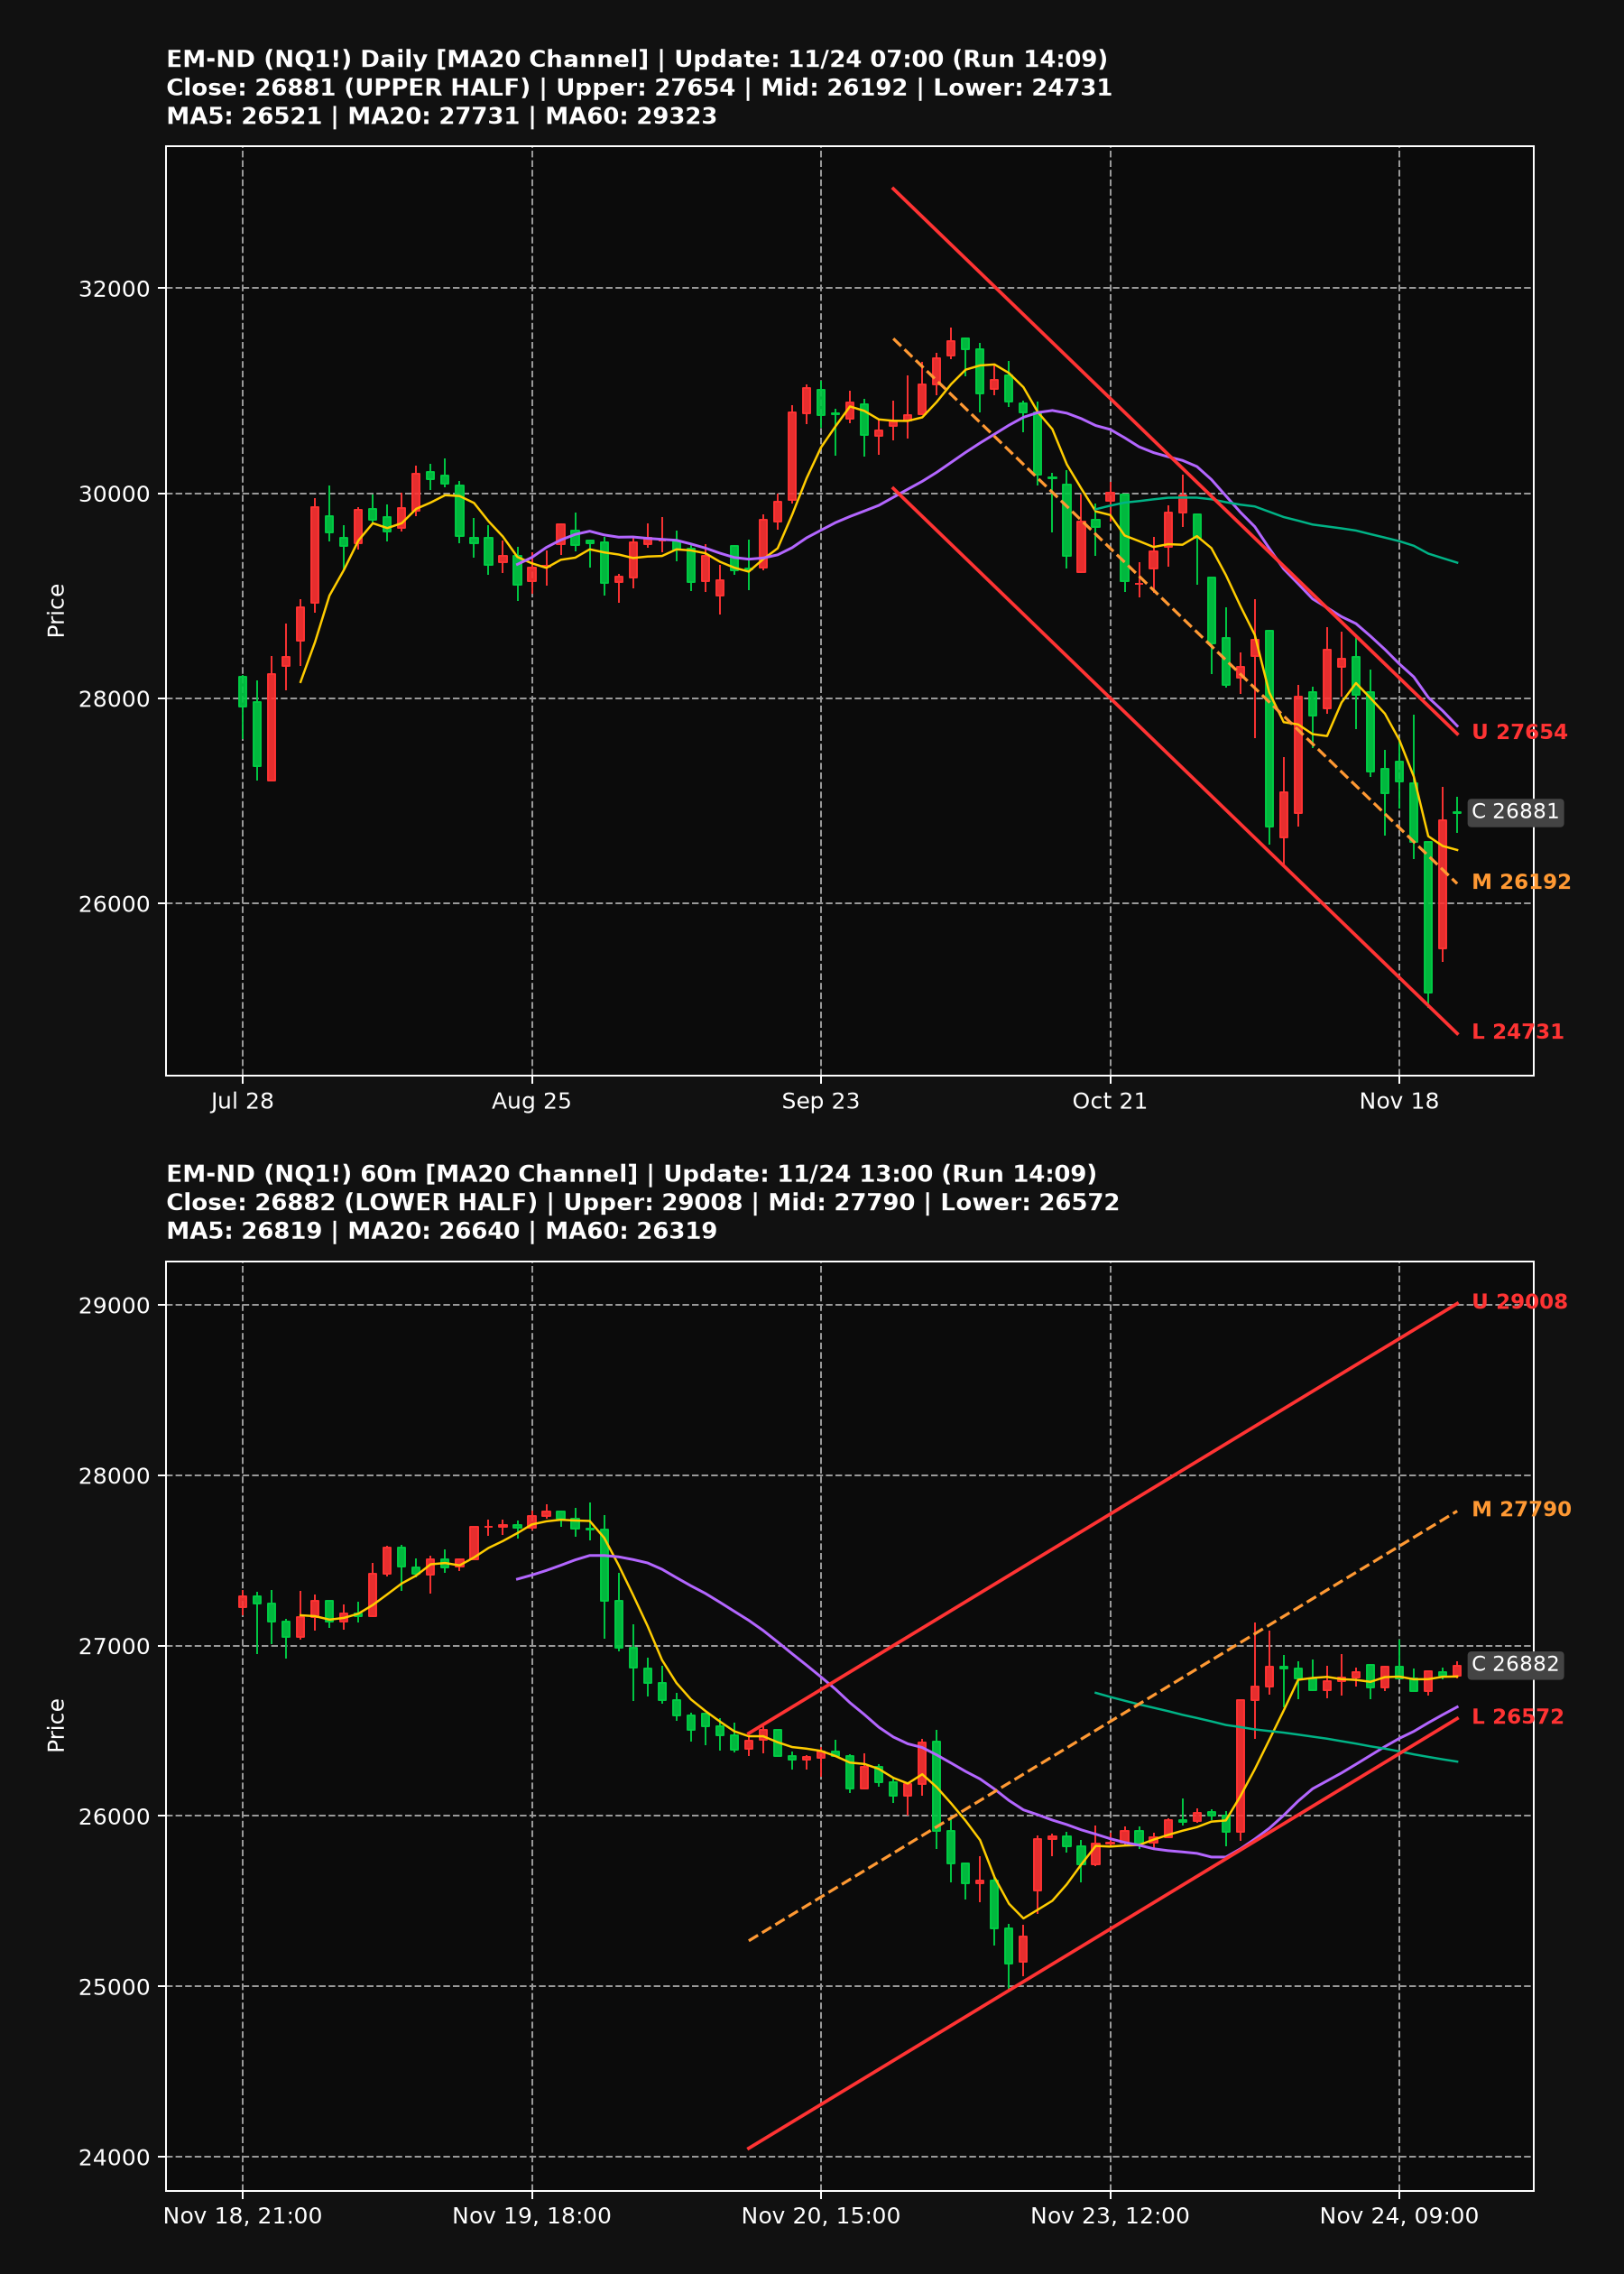 EM-ND (NQ1!) Daily [MA20 Channel] | Update: 11/24 07:00 (Run 14:09)
Close: 26881 (UPPER HALF) | Upper: 27654 | Mid: 26192 | Lower: 24731
MA5: 26521 | MA20: 27731 | MA60: 29323
Price
32000
30000
28000
26000
U 27654
C 26881
M 26192
L 24731
Jul 28
Aug 25
Sep 23
Oct 21
Nov 18
EM-ND (NQ1!) 60m [MA20 Channel] | Update: 11/24 13:00 (Run 14:09)
Close: 26882 (LOWER HALF) | Upper: 29008 | Mid: 27790 | Lower: 26572
MA5: 26819 | MA20: 26640 | MA60: 26319
Price
29000
28000
27000
26000
25000
24000
U 29008
M 27790
C 26882
L 26572
Nov 18, 21:00
Nov 19, 18:00
Nov 20, 15:00
Nov 23, 12:00
Nov 24, 09:00